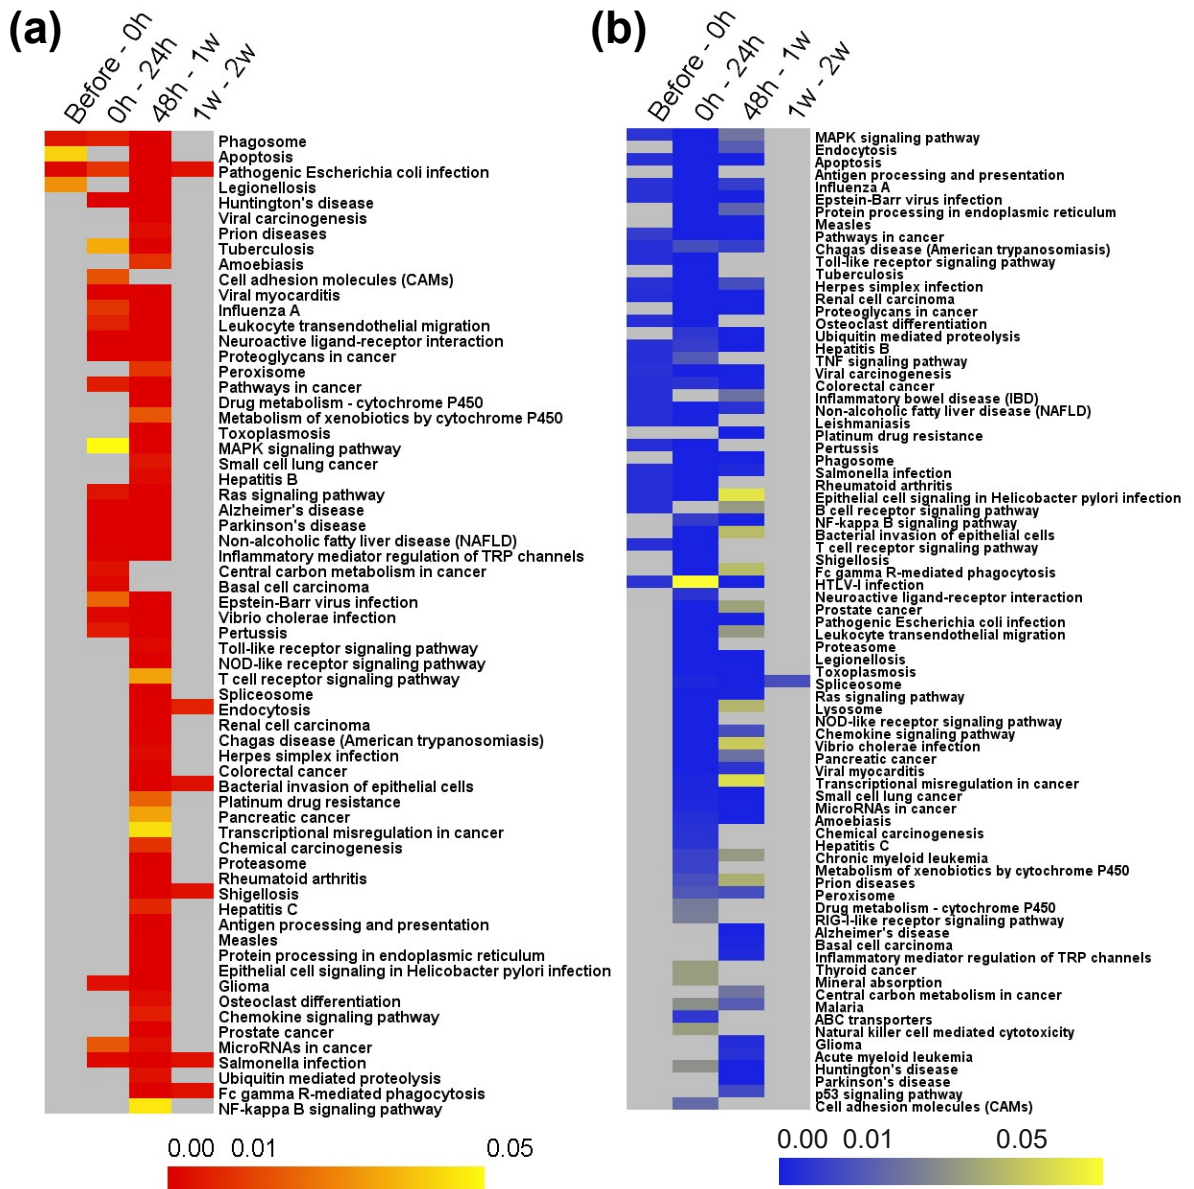 (a)
Before - 0h
0h - 24h
48h - 1w
1w - 2w
Phagosome
Apoptosis
Pathogenic Escherichia coli infection
Legionellosis
Huntington's disease
Viral carcinogenesis
Prion diseases
Tuberculosis
Amoebiasis
Cell adhesion molecules (CAMs)
Viral myocarditis
Influenza A
Leukocyte transendothelial migration
Neuroactive ligand-receptor interaction
Proteoglycans in cancer
Peroxisome
Pathways in cancer
Drug metabolism - cytochrome P450
Metabolism of xenobiotics by cytochrome P450
Toxoplasmosis
MAPK signaling pathway
Small cell lung cancer
Hepatitis B
Ras signaling pathway
Alzheimer's disease
Parkinson's disease
Non-alcoholic fatty liver disease (NAFLD)
Inflammatory mediator regulation of TRP channels
Central carbon metabolism in cancer
Basal cell carcinoma
Epstein-Barr virus infection
Vibrio cholerae infection
Pertussis
Toll-like receptor signaling pathway
NOD-like receptor signaling pathway
T cell receptor signaling pathway
Spliceosome
Endocytosis
Renal cell carcinoma
Chagas disease (American trypanosomiasis)
Herpes simplex infection
Colorectal cancer
Bacterial invasion of epithelial cells
Platinum drug resistance
Pancreatic cancer
Transcriptional misregulation in cancer
Chemical carcinogenesis
Proteasome
Rheumatoid arthritis
Shigellosis
Hepatitis C
Antigen processing and presentation
Measles
Protein processing in endoplasmic reticulum
Epithelial cell signaling in Helicobacter pylori infection
Glioma
Osteoclast differentiation
Chemokine signaling pathway
Prostate cancer
MicroRNAs in cancer
Salmonella infection
Ubiquitin mediated proteolysis
Fc gamma R-mediated phagocytosis
NF-kappa B signaling pathway
0.00 0.01 0.05
(b)
Before - 0h
0h - 24h
48h - 1w
1w - 2w
MAPK signaling pathway
Endocytosis
Apoptosis
Antigen processing and presentation
Influenza A
Epstein-Barr virus infection
Protein processing in endoplasmic reticulum
Measles
Pathways in cancer
Chagas disease (American trypanosomiasis)
Toll-like receptor signaling pathway
Tuberculosis
Herpes simplex infection
Renal cell carcinoma
Proteoglycans in cancer
Osteoclast differentiation
Ubiquitin mediated proteolysis
Hepatitis B
TNF signaling pathway
Viral carcinogenesis
Colorectal cancer
Inflammatory bowel disease (IBD)
Non-alcoholic fatty liver disease (NAFLD)
Leishmaniasis
Platinum drug resistance
Pertussis
Phagosome
Salmonella infection
Rheumatoid arthritis
Epithelial cell signaling in Helicobacter pylori infection
B cell receptor signaling pathway
NF-kappa B signaling pathway
Bacterial invasion of epithelial cells
T cell receptor signaling pathway
Shigellosis
Fc gamma R-mediated phagocytosis
HTLV-I infection
Neuroactive ligand-receptor interaction
Prostate cancer
Pathogenic Escherichia coli infection
Leukocyte transendothelial migration
Proteasome
Legionellosis
Toxoplasmosis
Spliceosome
Ras signaling pathway
Lysosome
NOD-like receptor signaling pathway
Chemokine signaling pathway
Vibrio cholerae infection
Pancreatic cancer
Viral myocarditis
Transcriptional misregulation in cancer
Small cell lung cancer
MicroRNAs in cancer
Amoebiasis
Chemical carcinogenesis
Hepatitis C
Chronic myeloid leukemia
Metabolism of xenobiotics by cytochrome P450
Prion diseases
Peroxisome
Drug metabolism - cytochrome P450
RIG-I-like receptor signaling pathway
Alzheimer's disease
Basal cell carcinoma
Inflammatory mediator regulation of TRP channels
Thyroid cancer
Mineral absorption
Central carbon metabolism in cancer
Malaria
ABC transporters
Natural killer cell mediated cytotoxicity
Glioma
Acute myeloid leukemia
Huntington's disease
Parkinson's disease
p53 signaling pathway
Cell adhesion molecules (CAMs)
0.00 0.01 0.05